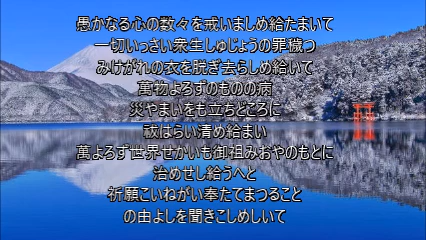 愚かなる心の数々を戒いましめ給たまいて
一切いっさい衆生しゅじょうの罪穢つ
みけがれの衣を脱ぎ去らしめ給いて
萬物よろずのものの病
災やまいをも立ちどころに
祓はらい清め給まい
萬よろず世界せかいも御祖みおやのもとに
治めせし給うへと
祈願こいねがい奉たてまつること
の由よしを聞きこしめしいて